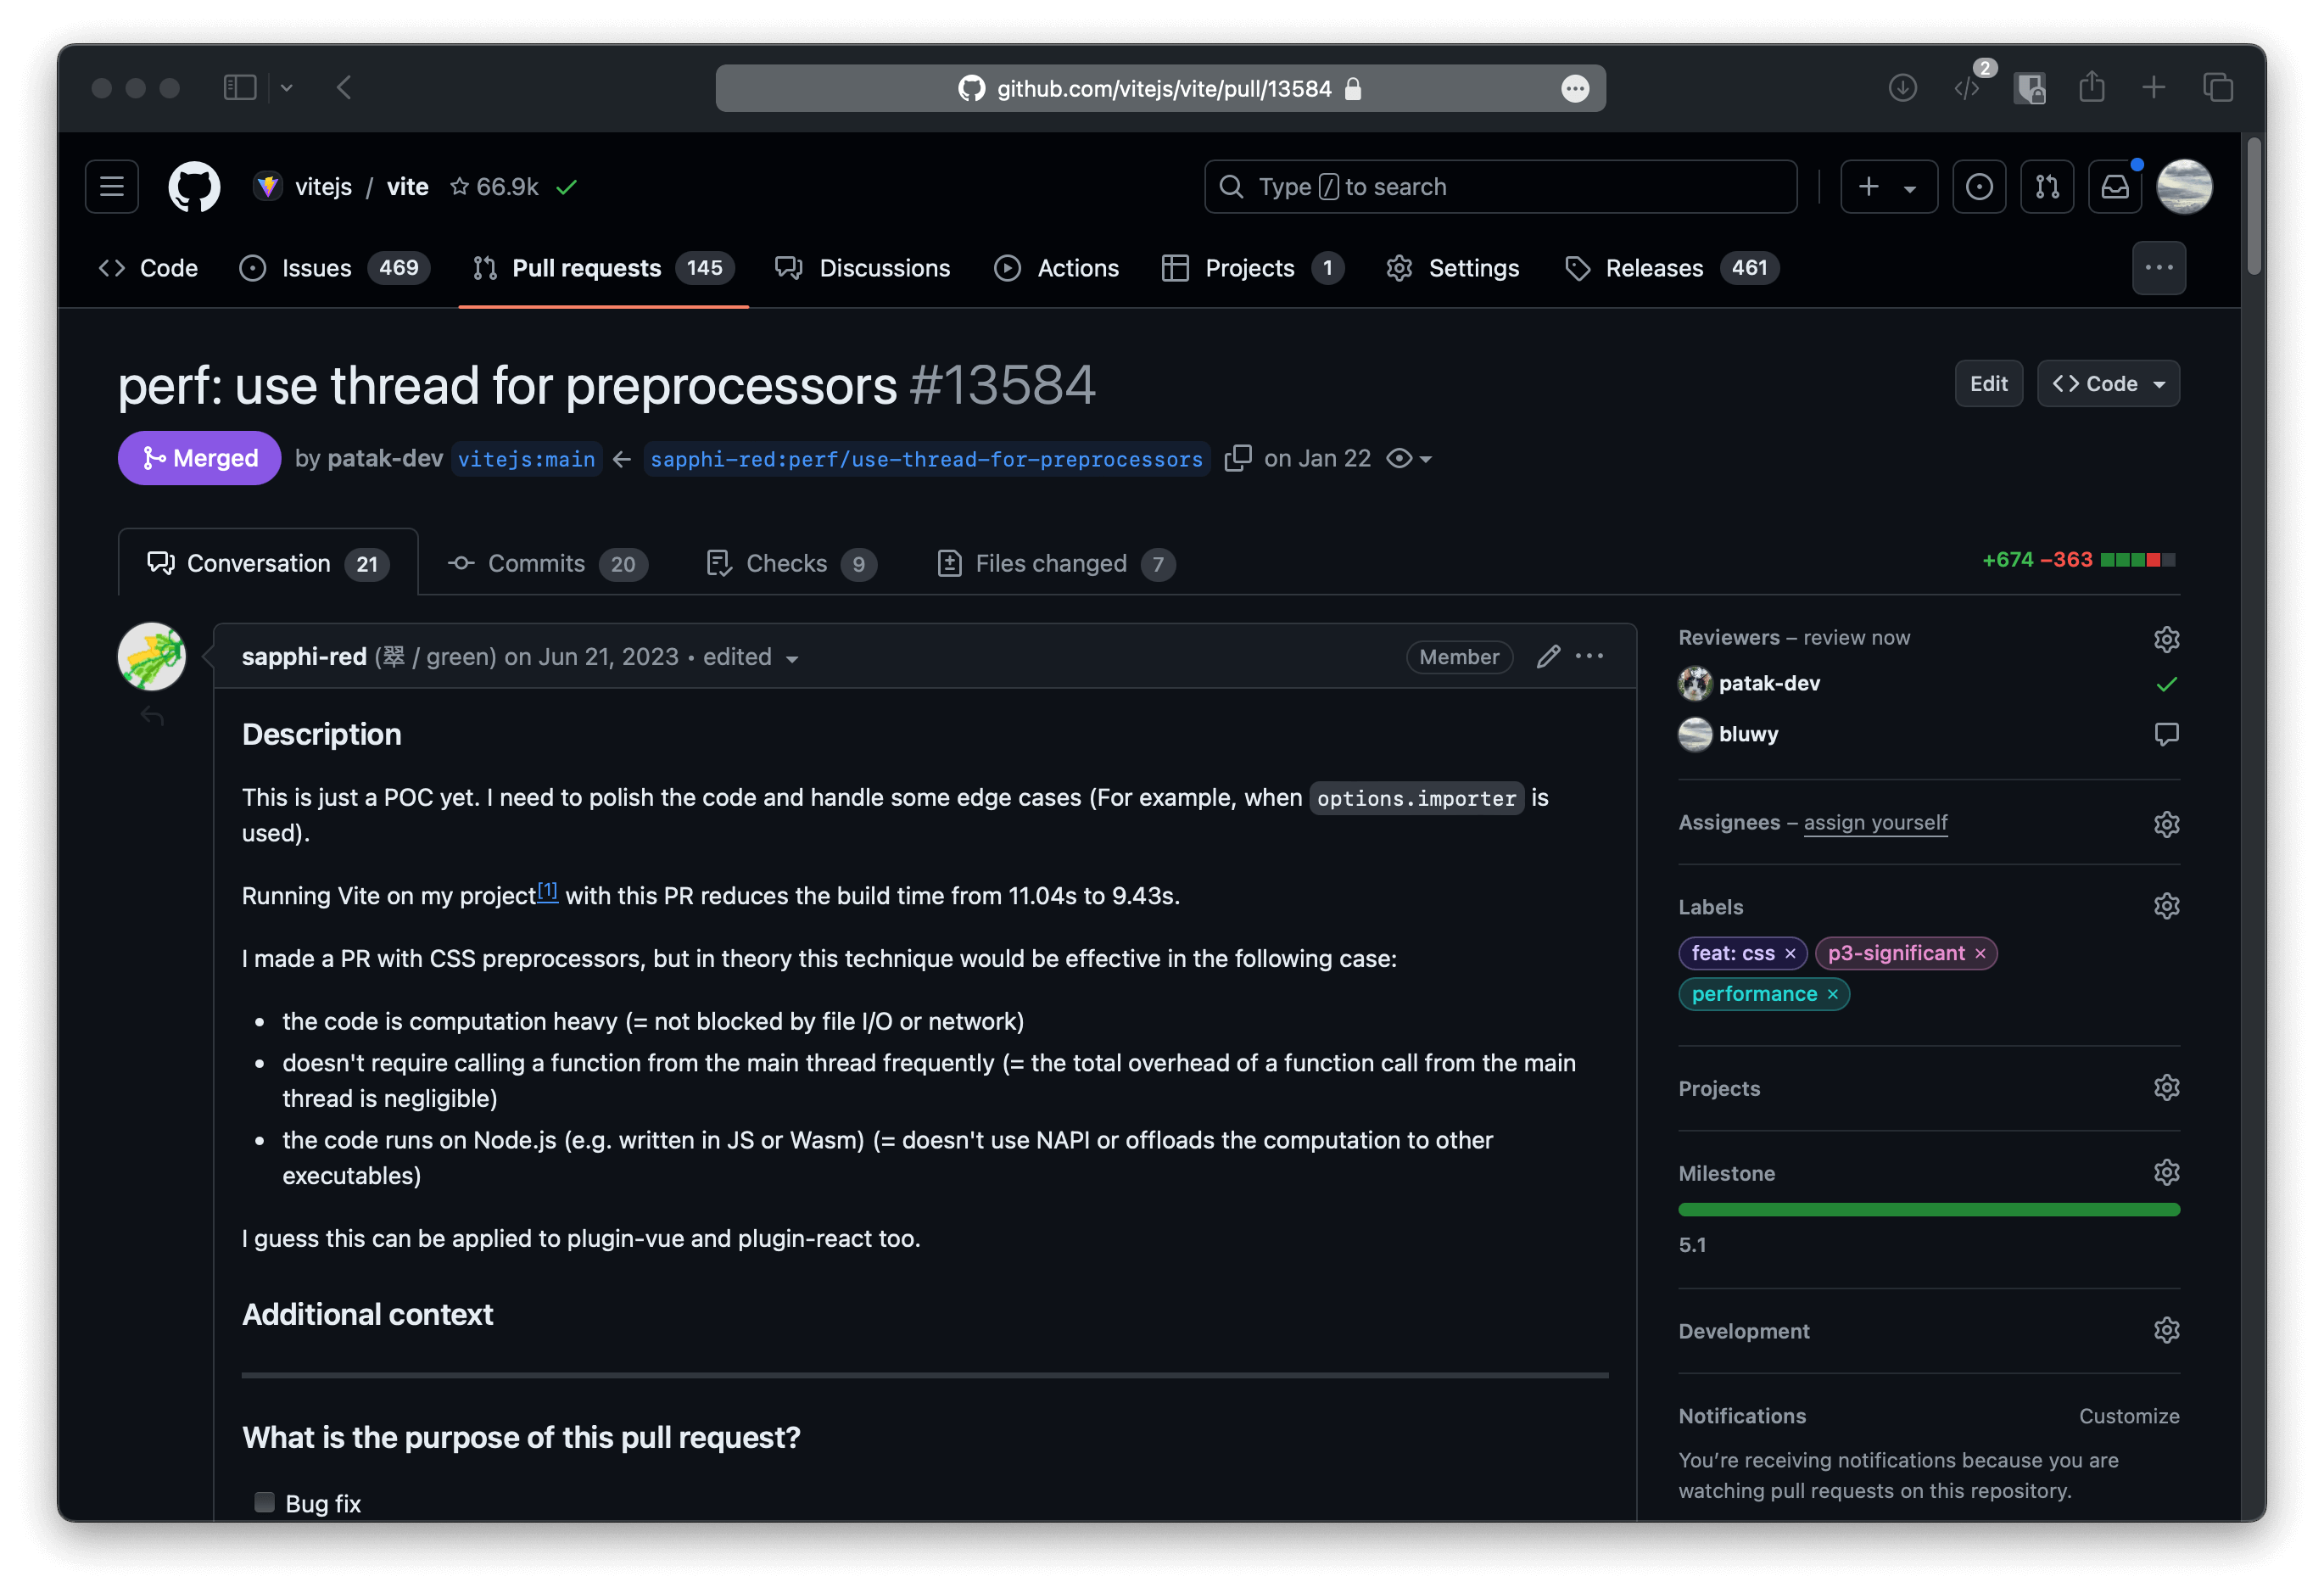 github.com/vitejs/vite/pull/13584
2
vitejs / vite 66.9k
Type / to search
Code
Issues 469
Pull requests 145
Discussions
Actions
Projects 1
Settings
Releases 461
perf: use thread for preprocessors #13584
Edit
Code
Merged by patak-dev vitejs:main ← sapphi-red:perf/use-thread-for-preprocessors on Jan 22
Conversation 21
Commits 20
Checks 9
Files changed 7
+674 −363
sapphi-red (翠 / green) on Jun 21, 2023 • edited
Member
Description
This is just a POC yet. I need to polish the code and handle some edge cases (For example, when options.importer is
used).
Running Vite on my project[1] with this PR reduces the build time from 11.04s to 9.43s.
I made a PR with CSS preprocessors, but in theory this technique would be effective in the following case:
• the code is computation heavy (= not blocked by file I/O or network)
• doesn't require calling a function from the main thread frequently (= the total overhead of a function call from the main
thread is negligible)
• the code runs on Node.js (e.g. written in JS or Wasm) (= doesn't use NAPI or offloads the computation to other
executables)
I guess this can be applied to plugin-vue and plugin-react too.
Additional context
What is the purpose of this pull request?
Bug fix
Reviewers – review now
patak-dev
bluwy
Assignees – assign yourself
Labels
feat: css ×
p3-significant ×
performance ×
Projects
Milestone
5.1
Development
Notifications
Customize
You’re receiving notifications because you are
watching pull requests on this repository.